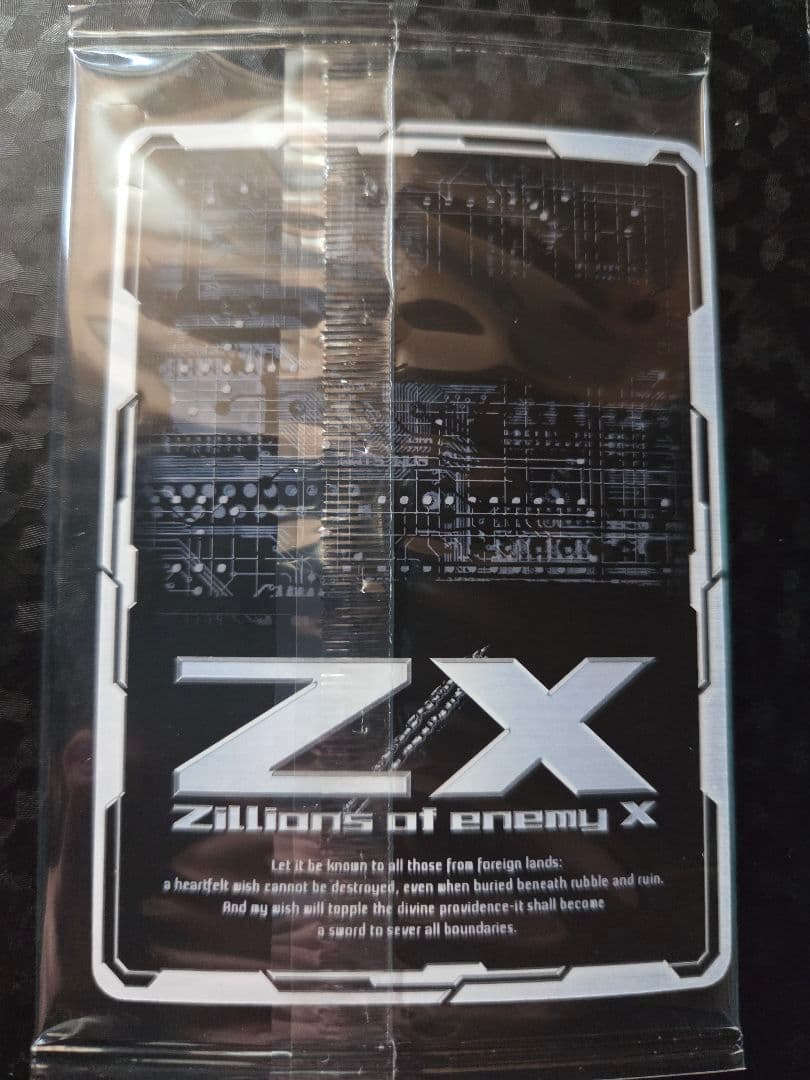 Z/X
Zillions of enemy X
Let it be known to all those from foreign lands:
a heartfelt wish cannot be destroyed, even when buried beneath rubble and ruin.
And my wish will topple the divine providence-it shall become
a sword to sever all boundaries.